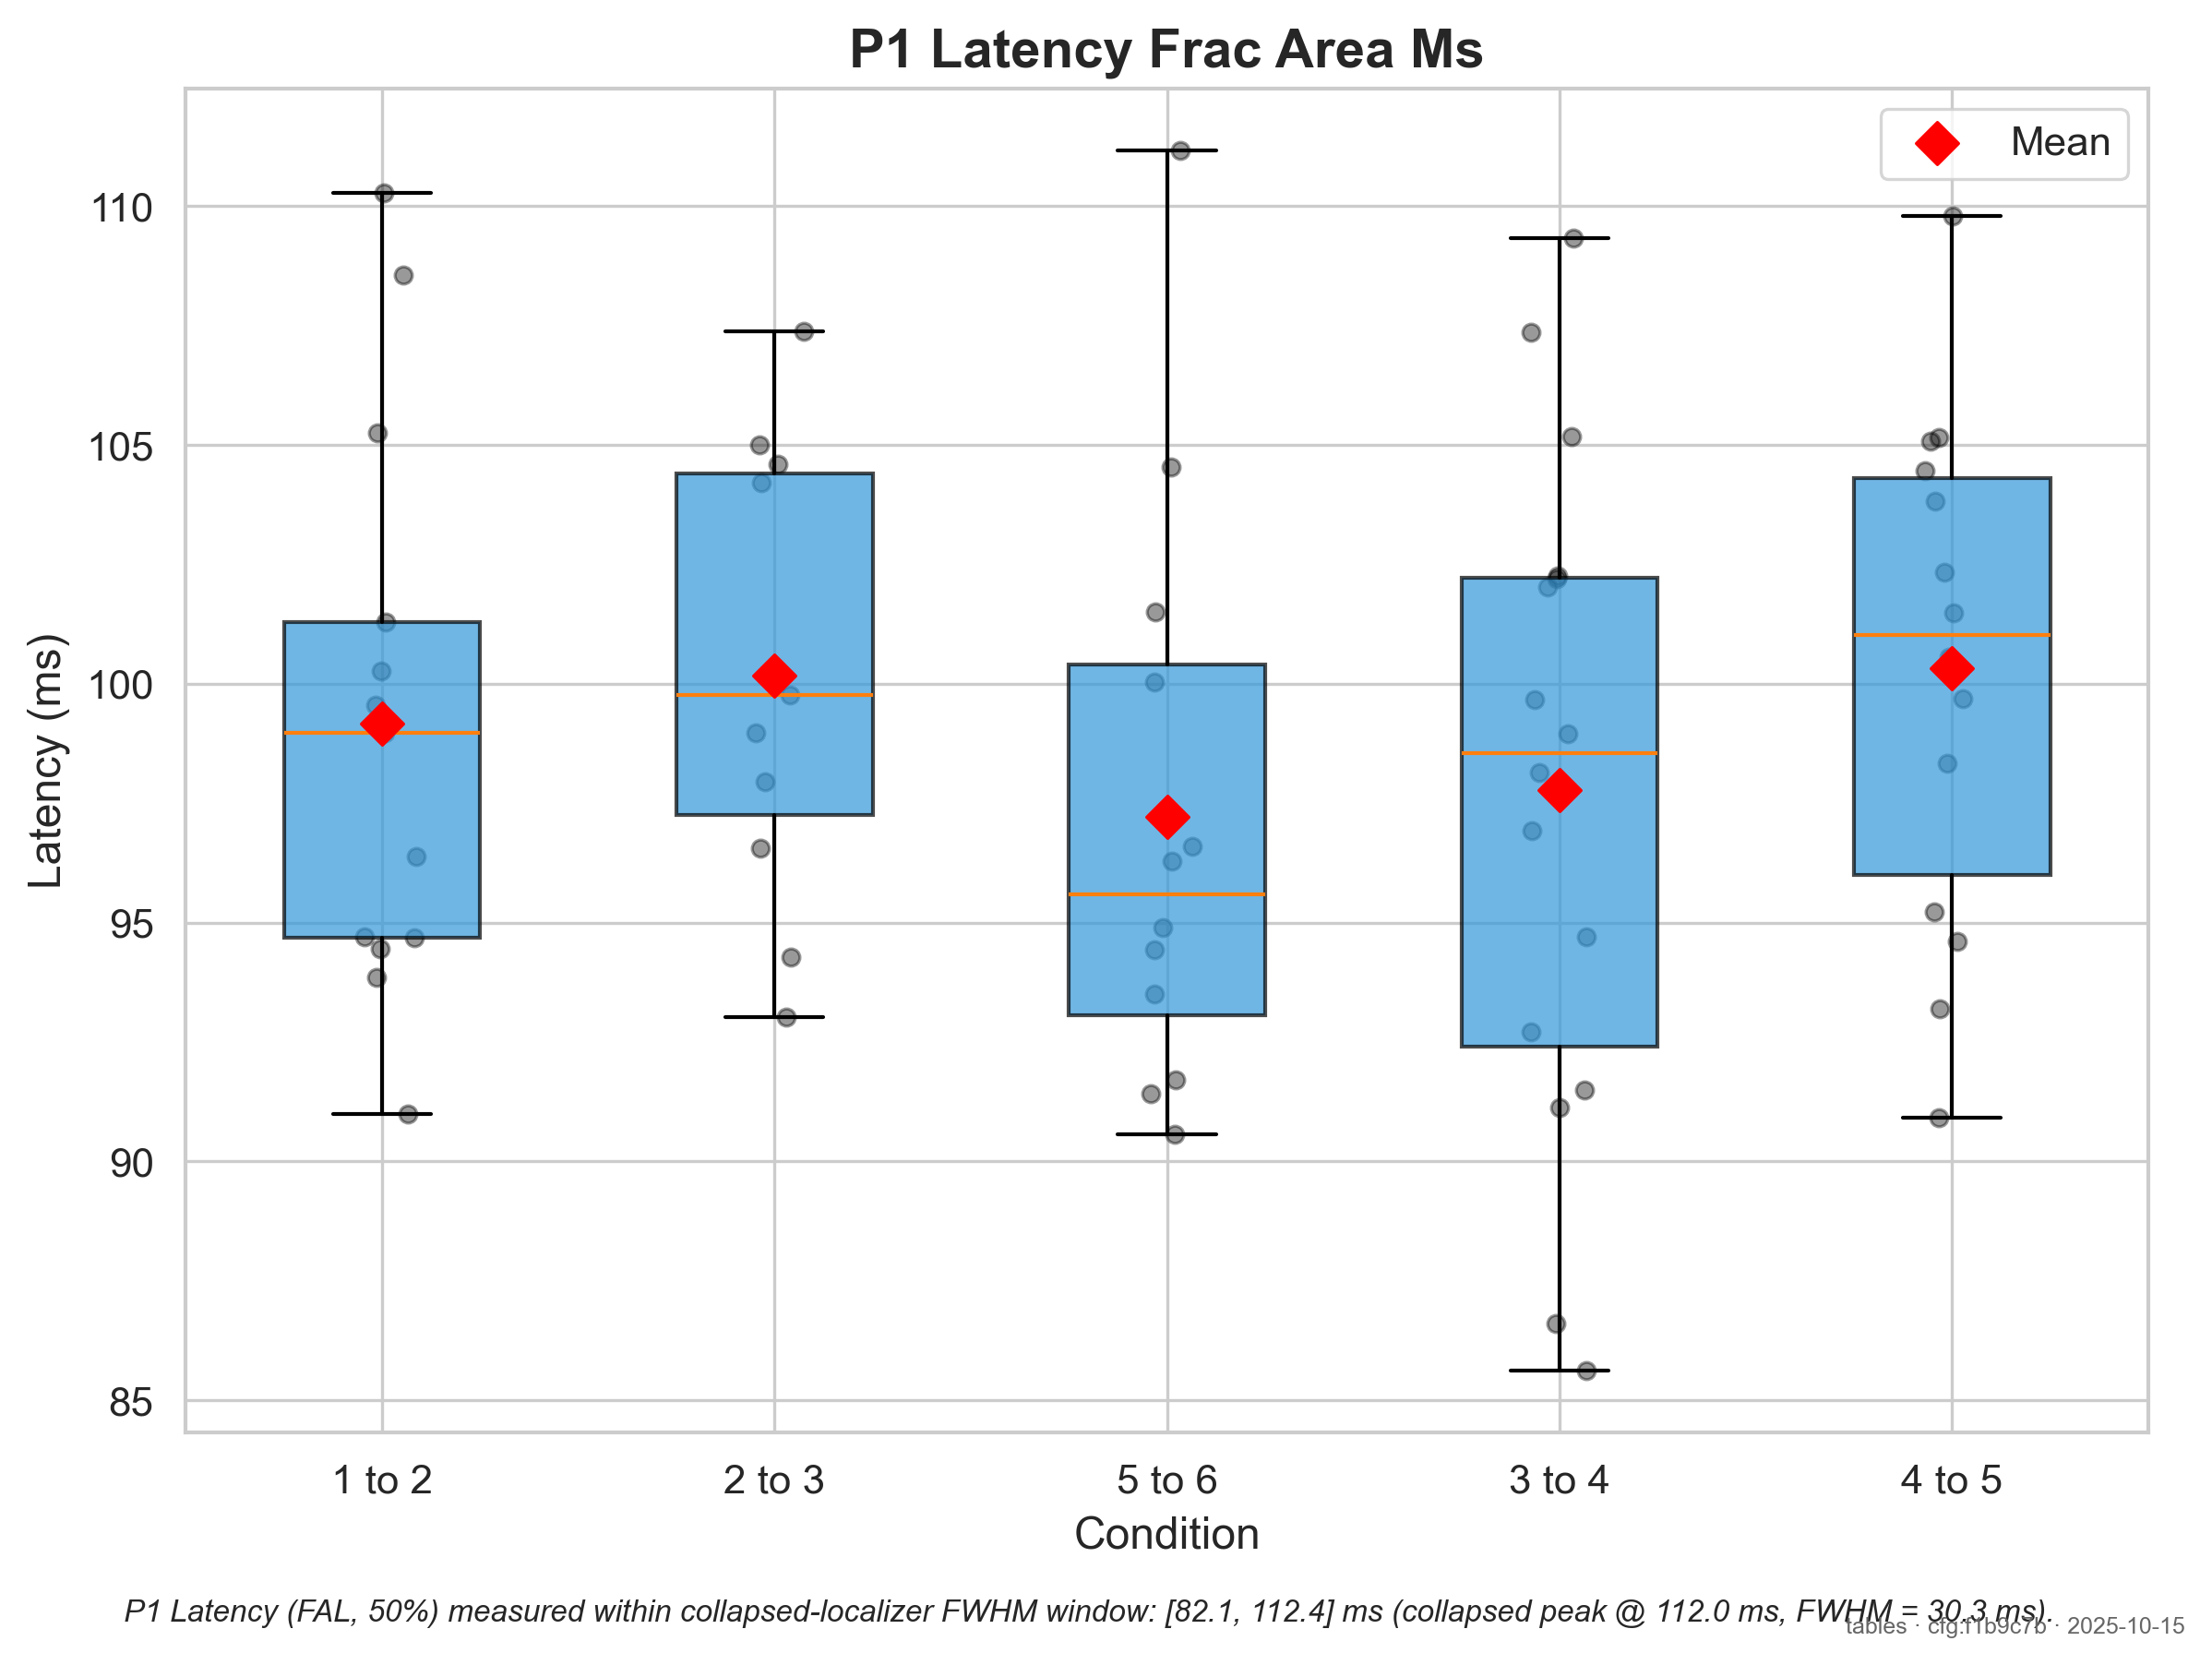 P1 Latency Frac Area Ms
Mean
110
105
100
95
90
85
Latency (ms)
1 to 2
2 to 3
5 to 6
3 to 4
4 to 5
Condition
P1 Latency (FAL, 50%) measured within collapsed-localizer FWHM window: [82.1, 112.4] ms (collapsed peak @ 112.0 ms, FWHM = 30.3 ms).
tables · cfg:f1b9c7b · 2025-10-15